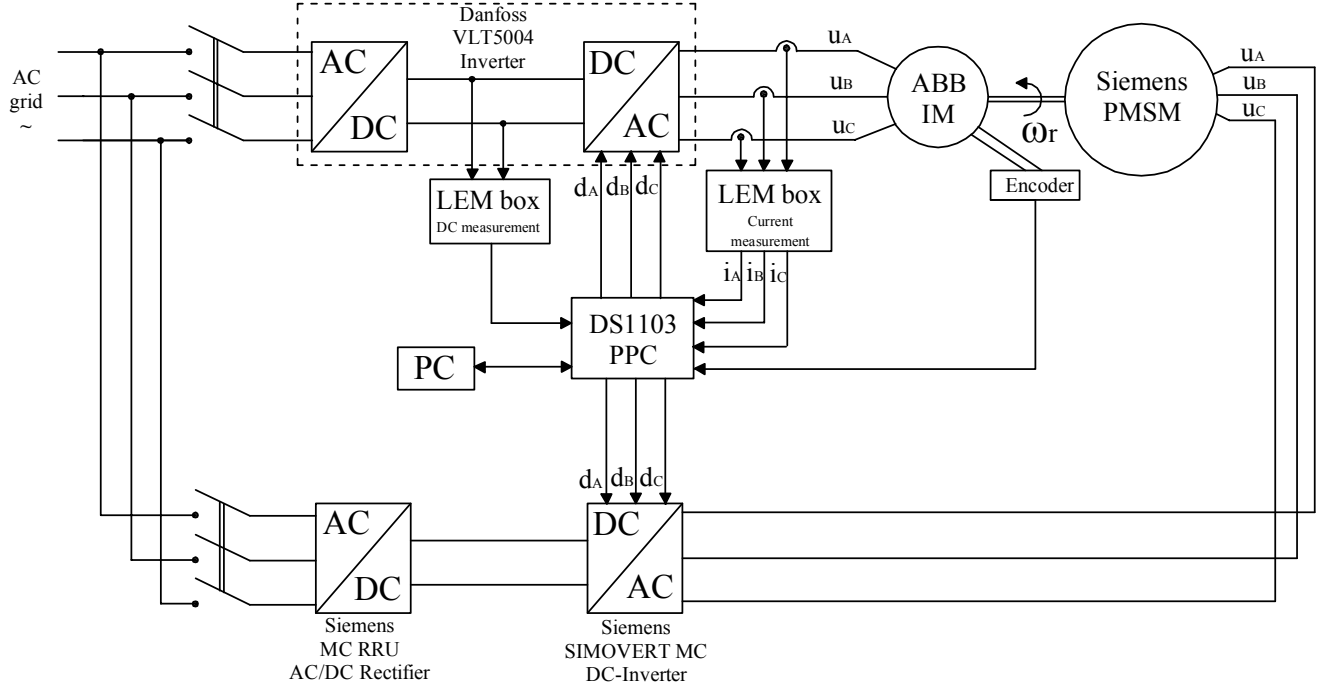 Danfoss
VLT5004
Inverter
AC
grid
~
AC
DC
DC
AC
uA
uB
uC
ABB
IM
ωr
Siemens
PMSM
uA
uB
uC
LEM box
DC measurement
dA dB dC
LEM box
Current
measurement
Encoder
iA iB iC
DS1103
PPC
PC
dA dB dC
AC
DC
DC
AC
Siemens
MC RRU
AC/DC Rectifier
Siemens
SIMOVERT MC
DC-Inverter